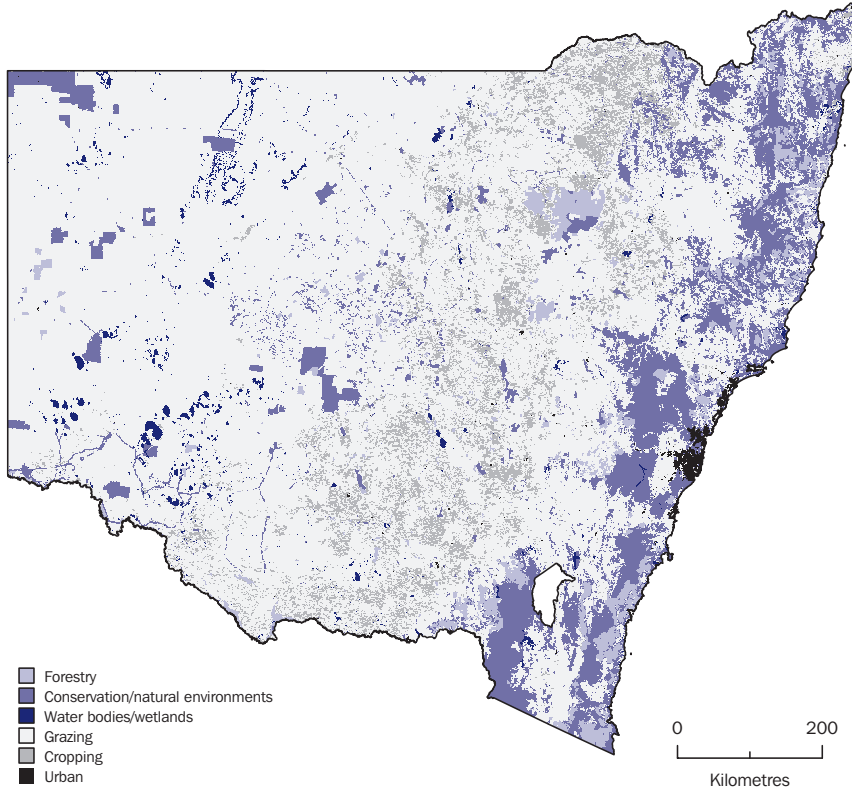 Forestry
Conservation/natural environments
Water bodies/wetlands
Grazing
Cropping
Urban
0 200
Kilometres